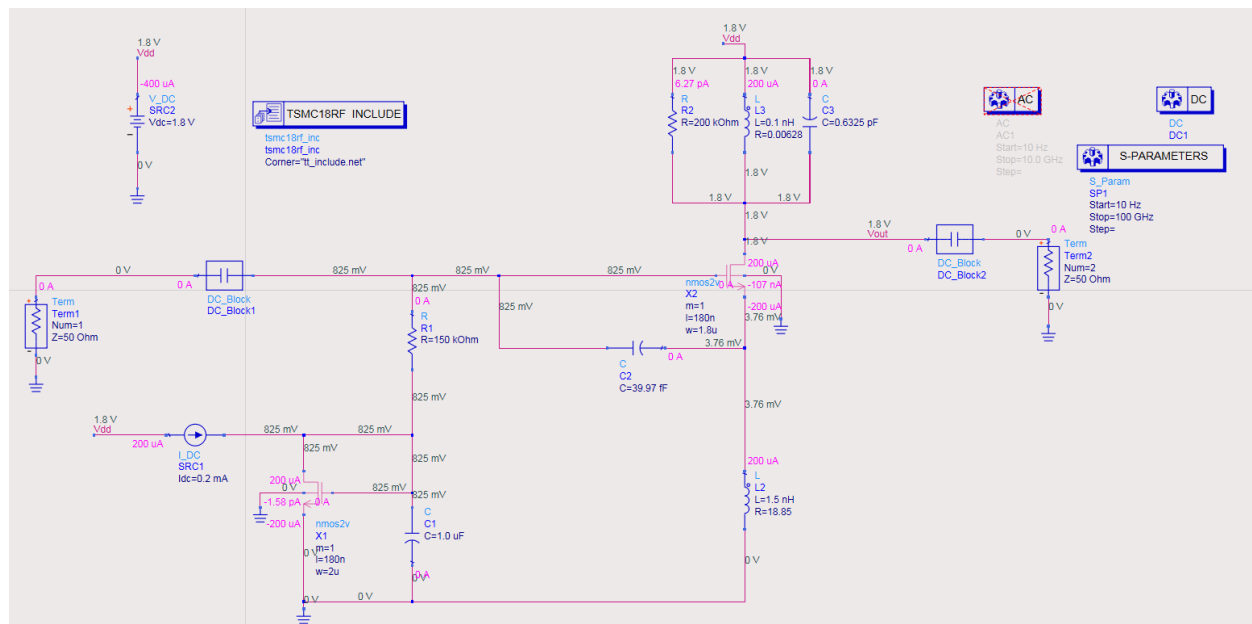 1.8 V
Vdd
-400 uA
V_DC
SRC2
Vdc=1.8 V
0 V
TSMC18RF INCLUDE
tsmc18rf_inc
tsmc18rf_inc
Corner="tt_include.net"
1.8 V
Vdd
1.8 V
1.8 V
1.8 V
6.27 pA
200 uA
0 A
R
R2
R=200 kOhm
L
L3
L=0.1 nH
R=0.00628
C
C3
C=0.6325 pF
1.8 V
1.8 V
1.8 V
1.8 V
1.8 V
AC
AC
AC1
Start=10 Hz
Stop=10.0 GHz
Step=
DC
DC
DC1
S-PARAMETERS
S_Param
SP1
Start=10 Hz
Stop=100 GHz
Step=
1.8 V
Vout
0 A
DC_Block
DC_Block2
0 V
0 A
Term
Term2
Num=2
Z=50 Ohm
0 V
0 V
0 A
Term
Term1
Num=1
Z=50 Ohm
0 V
0 A
DC_Block
DC_Block1
825 mV
825 mV
825 mV
825 mV
0 A
R
R1
R=150 kOhm
825 mV
825 mV
200 uA
0 V
0 A
-107 nA
-200 uA
nmos2v
X2
m=1
l=180n
w=1.8u
3.76 mV
3.76 mV
C
C2
C=39.97 fF
0 A
3.76 mV
200 uA
L
L2
L=1.5 nH
R=18.85
0 V
1.8 V
Vdd
200 uA
I_DC
SRC1
Idc=0.2 mA
825 mV
825 mV
825 mV
825 mV
200 uA
0 V
-1.58 pA
0 A
825 mV
825 mV
-200 uA
nmos2v
X1
m=1
l=180n
w=2u
0 V
C
C1
C=1.0 uF
0 A
0 V
0 V
0 V